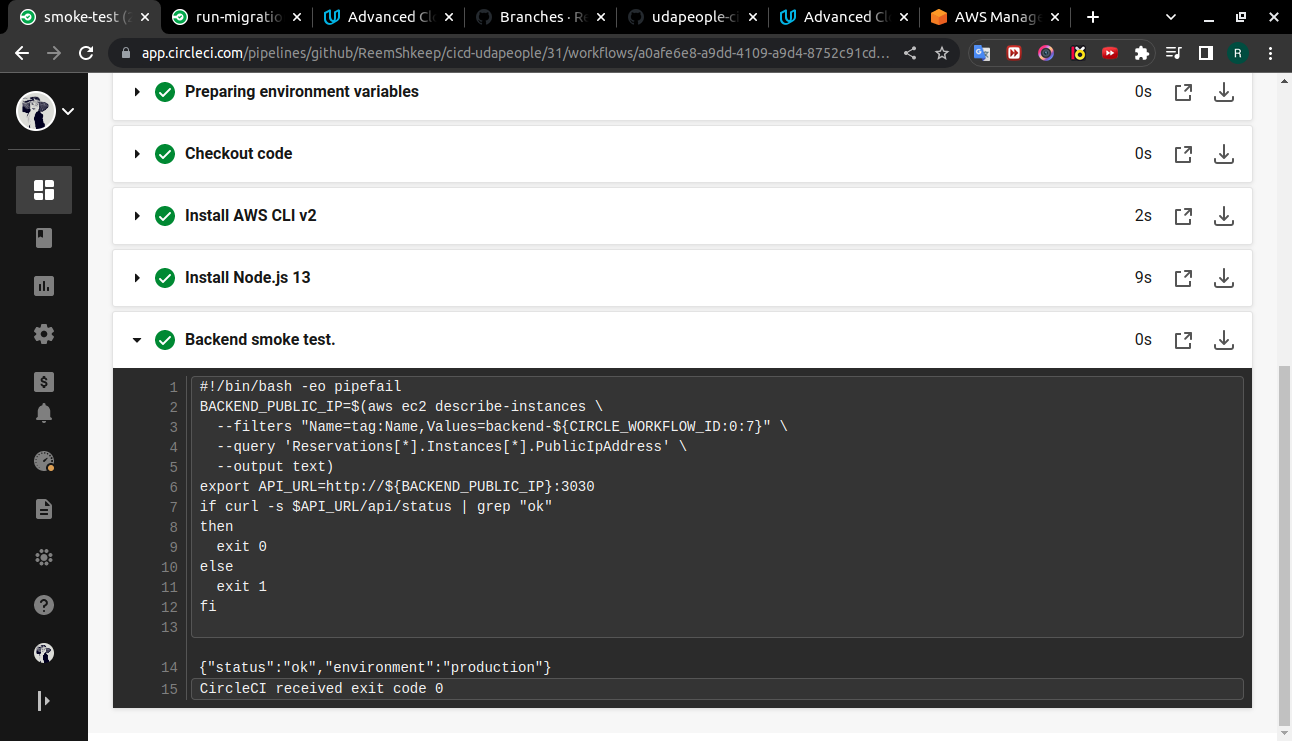 smoke-test (2
run-migratio
Advanced Clo
Branches · Re
udapeople-c
Advanced Cl
AWS Manag
app.circleci.com/pipelines/github/ReemShkeep/cicd-udapeople/31/workflows/a0afe6e8-a9dd-4109-a9d4-8752c91cd...
R
Preparing environment variables 0s
Checkout code 0s
Install AWS CLI v2 2s
Install Node.js 13 9s
Backend smoke test. 0s
1 #!/bin/bash -eo pipefail
2 BACKEND_PUBLIC_IP=$(aws ec2 describe-instances \
3 --filters "Name=tag:Name,Values=backend-${CIRCLE_WORKFLOW_ID:0:7}" \
4 --query 'Reservations[*].Instances[*].PublicIpAddress' \
5 --output text)
6 export API_URL=http://${BACKEND_PUBLIC_IP}:3030
7 if curl -s $API_URL/api/status | grep "ok"
8 then
9 exit 0
10 else
11 exit 1
12 fi
13
14 {"status":"ok","environment":"production"}
15 CircleCI received exit code 0